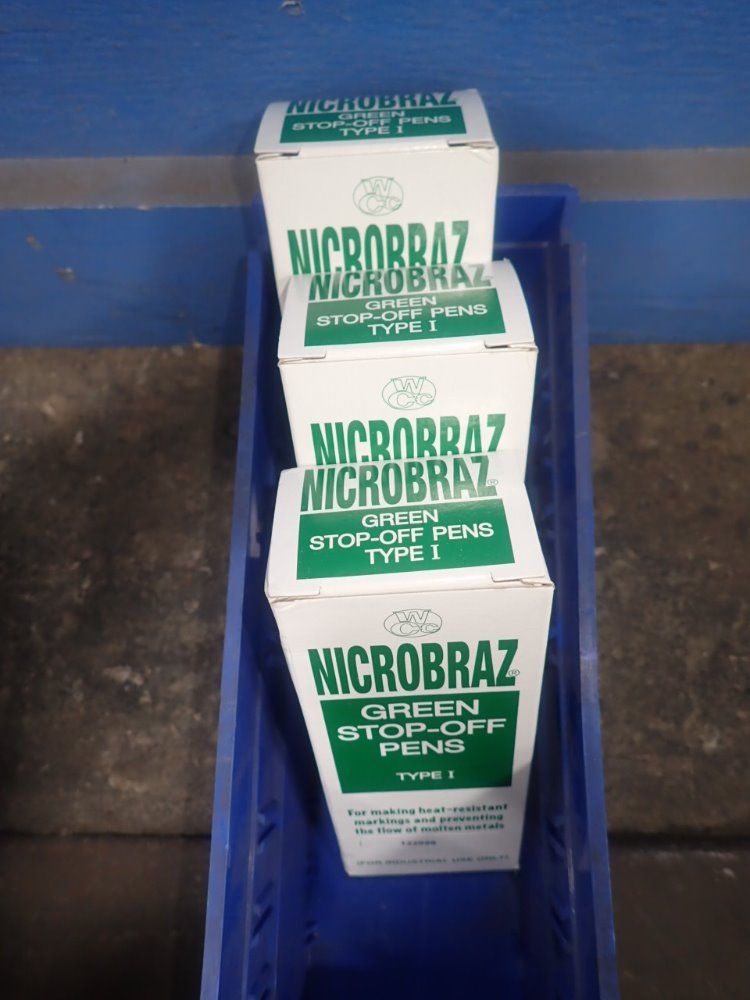 NICROBRAZ
GREEN
STOP-OFF PENS
TYPE I
WCC
NICROBRAZ
NICROBRAZ
GREEN
STOP-OFF PENS
TYPE I
WCC
NICROBRAZ
NICROBRAZ®
GREEN
STOP-OFF PENS
TYPE I
WCC
NICROBRAZ®
GREEN
STOP-OFF
PENS
TYPE I
For making heat-resistant
markings and preventing
the flow of molten metals
(FOR INDUSTRIAL USE ONLY)